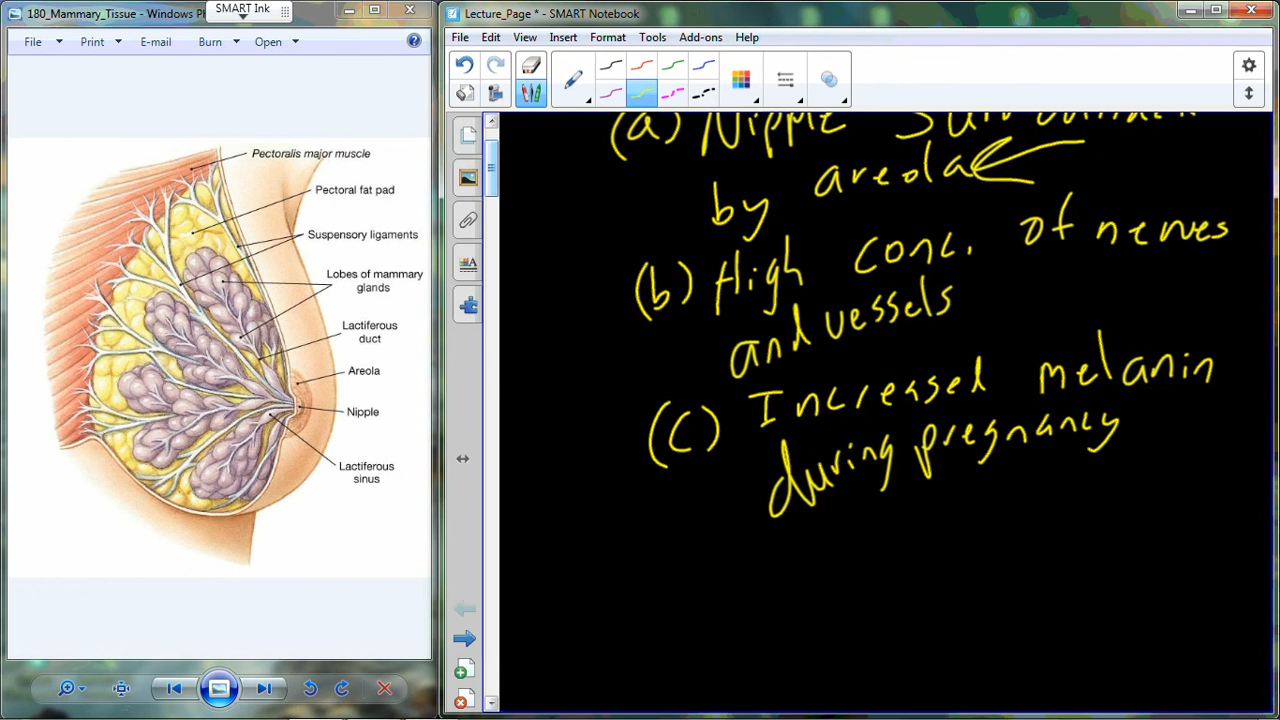 180_Mammary_Tissue - Windows Ph
SMART Ink
File Print E-mail Burn Open
Pectoralis major muscle
Pectoral fat pad
Suspensory ligaments
Lobes of mammary
glands
Lactiferous
duct
Areola
Nipple
Lactiferous
sinus
Lecture_Page * - SMART Notebook
File Edit View Insert Format Tools Add-ons Help
(a) Nipple
by areola
(b) High conc. of nerves
and vessels
(c) Increased melanin
during pregnancy